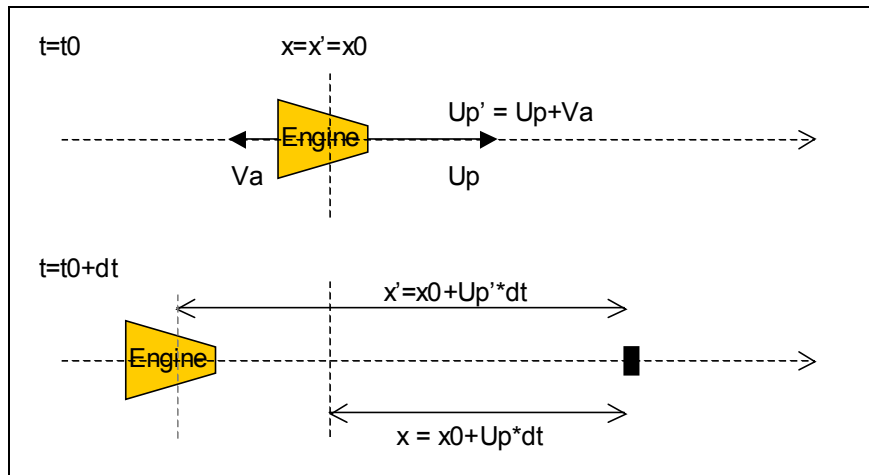 t=t0
x=x’=x0
Up’ = Up+Va
Engine
Va
Up
t=t0+dt
x’=x0+Up’*dt
Engine
x = x0+Up*dt